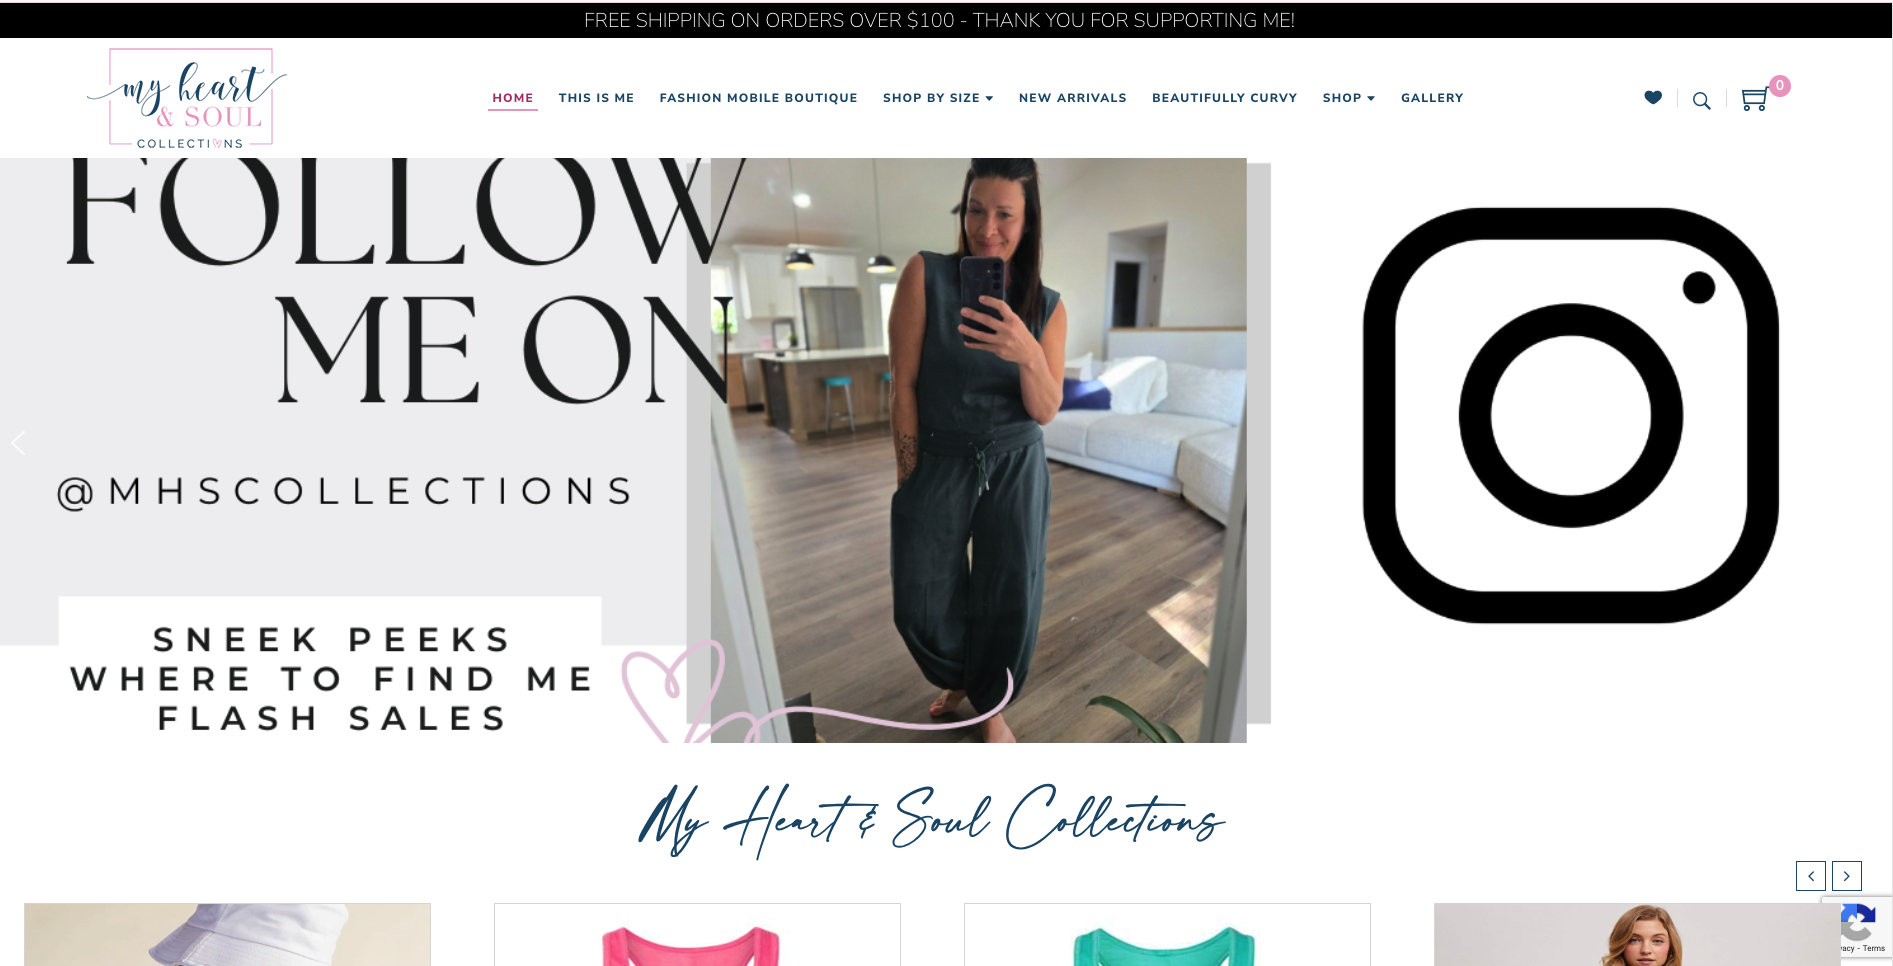 FREE SHIPPING ON ORDERS OVER $100 - THANK YOU FOR SUPPORTING ME!
my heart
& SOUL
COLLECTIONS
HOME
THIS IS ME
FASHION MOBILE BOUTIQUE
SHOP BY SIZE
NEW ARRIVALS
BEAUTIFULLY CURVY
SHOP
GALLERY
0
FOLLOW
ME ON
@MHSCOLLECTIONS
SNEEK PEEKS
WHERE TO FIND ME
FLASH SALES
My Heart & Soul Collections
vacy - Terms